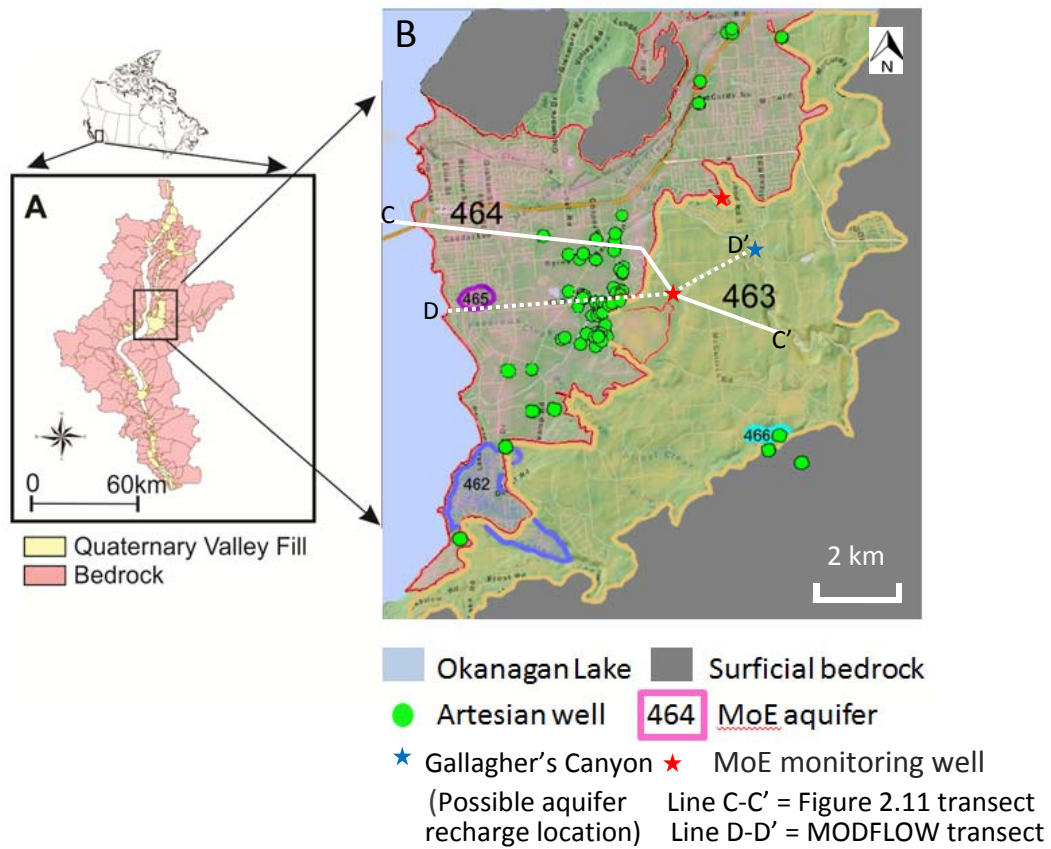 A
0 60km
Quaternary Valley Fill
Bedrock
B
N
C
464
D'
465
D
463
C'
466
462
2 km
Okanagan Lake Surficial bedrock
Artesian well 464 MoE aquifer
Gallagher's Canyon MoE monitoring well
(Possible aquifer Line C-C' = Figure 2.11 transect
recharge location) Line D-D' = MODFLOW transect